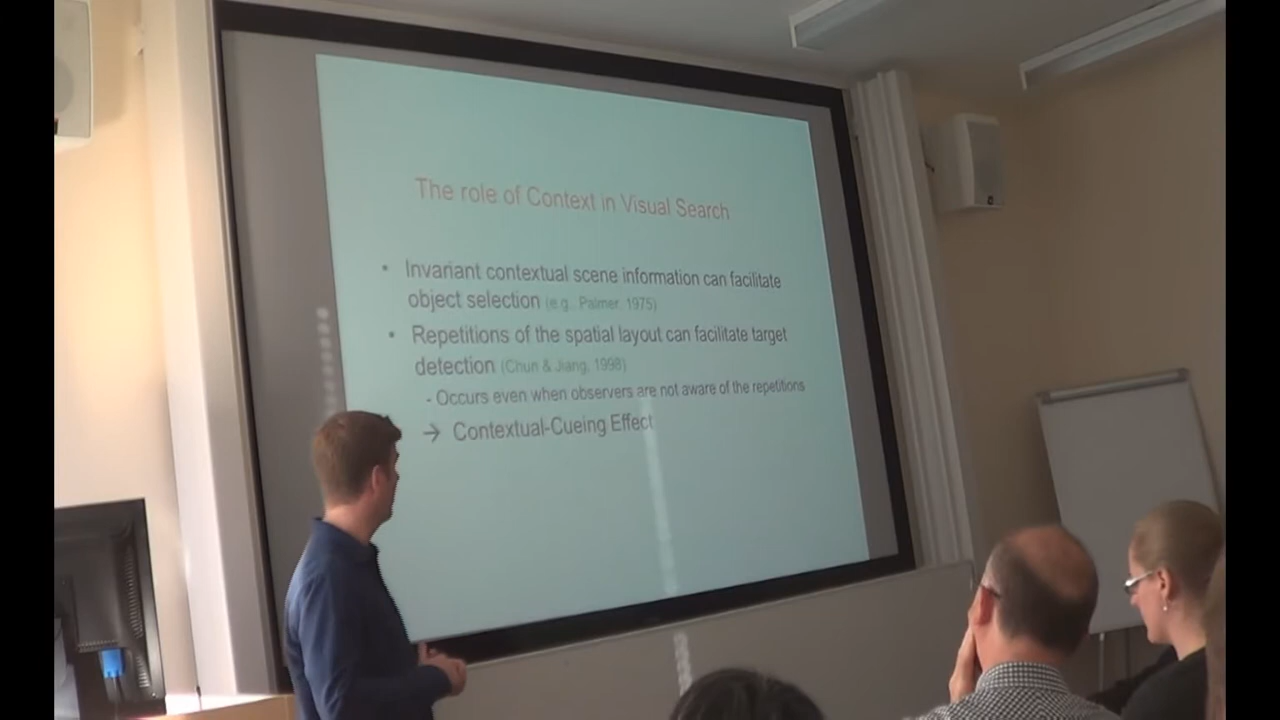 The role of Context in Visual Search
• Invariant contextual scene information can facilitate
object selection (e.g. Palmer, 1975)
• Repetitions of the spatial layout can facilitate target
detection (Chun & Jiang, 1998)
- Occurs even when observers are not aware of the repetitions
→ Contextual-Cueing Effect